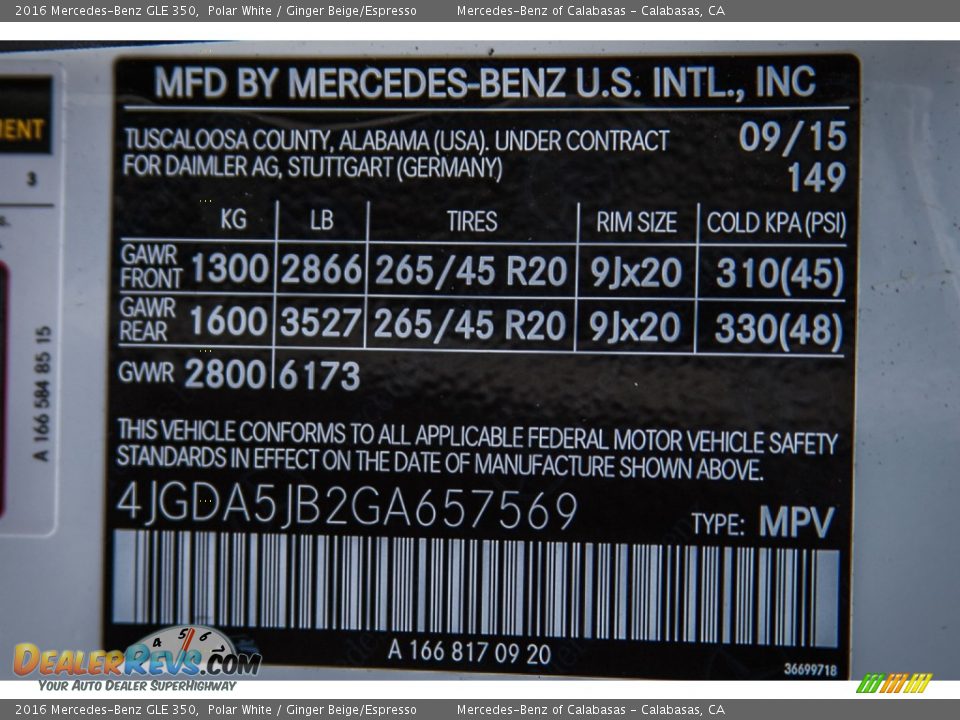 2016 Mercedes-Benz GLE 350, Polar White / Ginger Beige/Espresso Mercedes-Benz of Calabasas - Calabasas, CA
MFD BY MERCEDES-BENZ U.S. INTL., INC
TUSCALOOSA COUNTY, ALABAMA (USA). UNDER CONTRACT 09/15
FOR DAIMLER AG, STUTTGART (GERMANY) 149
KG LB TIRES RIM SIZE COLD KPA (PSI)
GAWR FRONT 1300 2866 265/45 R20 9Jx20 310(45)
GAWR REAR 1600 3527 265/45 R20 9Jx20 330(48)
GVWR 2800 6173
THIS VEHICLE CONFORMS TO ALL APPLICABLE FEDERAL MOTOR VEHICLE SAFETY
STANDARDS IN EFFECT ON THE DATE OF MANUFACTURE SHOWN ABOVE.
4JGDA5JB2GA657569
TYPE: MPV
A 166 817 09 20
36699718
3
A 166 584 85 15
4 5 6
DEALERREVS.COM
YOUR AUTO DEALER SUPERHIGHWAY
2016 Mercedes-Benz GLE 350, Polar White / Ginger Beige/Espresso Mercedes-Benz of Calabasas - Calabasas, CA